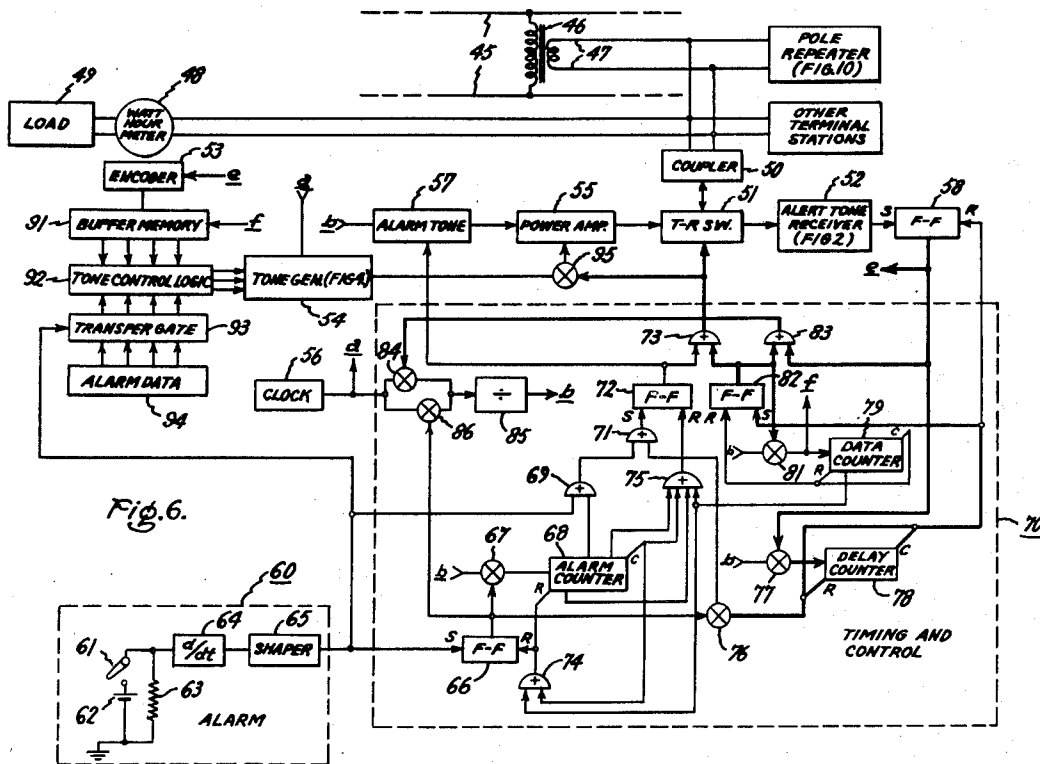 46
45
47
POLE
REPEATER
(FIG.10)
49
48
LOAD
WATT
HOUR
METER
OTHER
TERMINAL
STATIONS
53
ENCODER
e
COUPLER
50
d
57
55
51
52
58
91
BUFFER MEMORY
f
b
ALARM TONE
POWER AMP.
T-R SW.
ALERT TONE
RECEIVER
(FIG 2)
S
F-F
R
95
e
92
TONE CONTROL LOGIC
TONE GEN. (FIG 4)
54
TRANSFER GATE
93
73
83
56
d
84
72
82
f
ALARM DATA
CLOCK
÷
b
F-F
F-F
79
94
86
85
S
R
R
S
C
71
b
DATA
COUNTER
81
R
69
75
Fig. 6.
70
67
68
C
b
ALARM
COUNTER
b
DELAY
COUNTER
C
R
77
R
78
60
76
TIMING AND
CONTROL
64
65
S
R
61
d/dt
SHAPER
F-F
74
66
62
63
ALARM